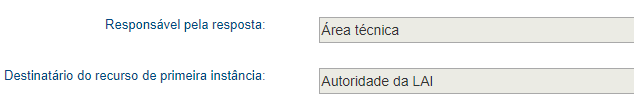 Responsável pela resposta: Área técnica
Destinatário do recurso de primeira instância: Autoridade da LAI